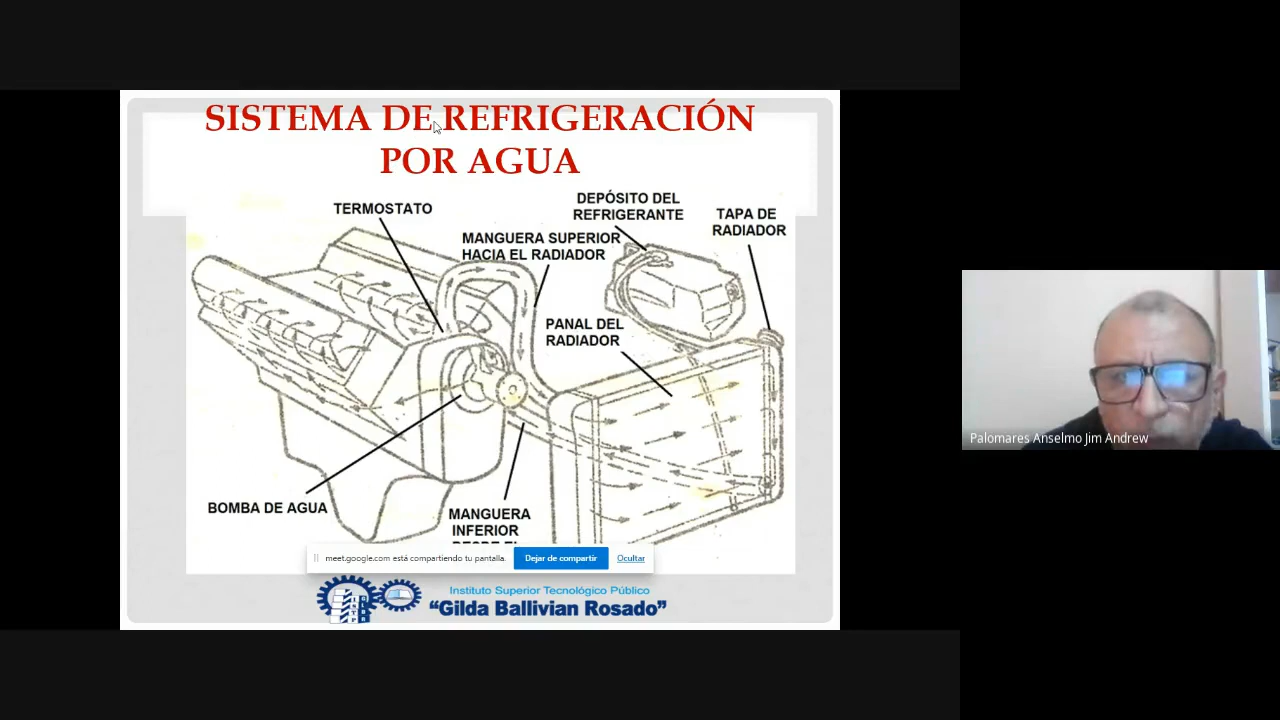 SISTEMA DE REFRIGERACIÓN
POR AGUA
TERMOSTATO
DEPÓSITO DEL
REFRIGERANTE
TAPA DE
RADIADOR
MANGUERA SUPERIOR
HACIA EL RADIADOR
PANAL DEL
RADIADOR
BOMBA DE AGUA
MANGUERA
INFERIOR
DESDE EL
meet.google.com está compartiendo tu pantalla.
Dejar de compartir
Ocultar
Instituto Superior Tecnológico Público
“Gilda Ballivian Rosado”
Palomares Anselmo Jim Andrew